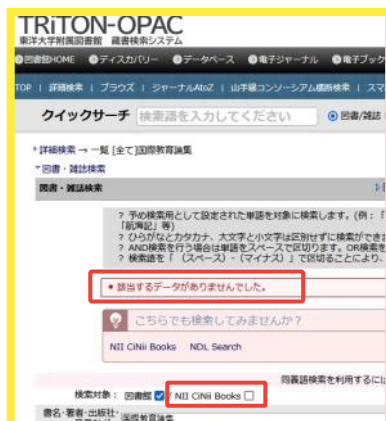 TRiTON-OPAC
東洋大学附属図書館 蔵書検索システム
図書館HOME ディスカバリー データベース 電子ジャーナル 電子ブック
TOP | 詳細検索 | ブラウズ | ジャーナルAtoZ | 山手線コンソーシアム横断検索 | スマ
クイックサーチ 検索語を入力してください 図書/雑誌
詳細検索 → 一覧 [全て]国際教育論集
図書・雑誌検索
図書・雑誌検索
? 予め検索用として設定された単語を対象に検索します。(例：「
「航海記」等)
? ひらがなとカタカナ、大文字と小文字は区別せずに検索ができま
? AND検索を行う場合は単語をスペースで区切ります。OR検索を
? 検索語を「 (スペース) - (マイナス) 」で区切ることにより、
• 該当するデータがありませんでした。
こちらでも検索してみませんか？
NII CiNii Books NDL Search
同義語検索を利用するには
検索対象： 図書館 / NII CiNii Books
書名・著者・出版社・
国際教育論集